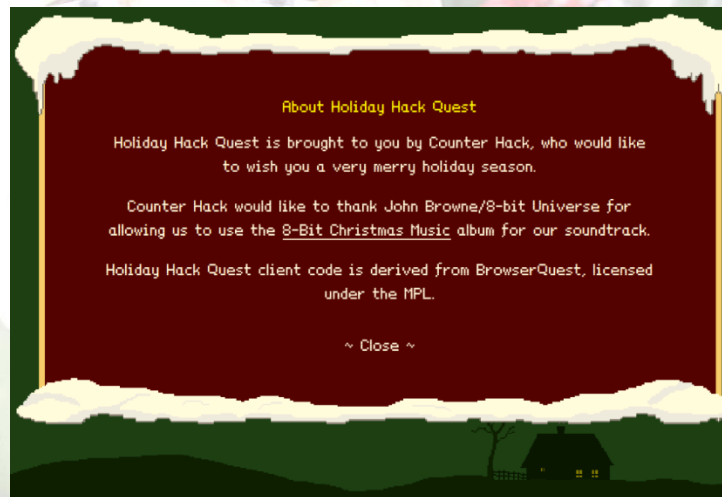 About Holiday Hack Quest
Holiday Hack Quest is brought to you by Counter Hack, who would like
to wish you a very merry holiday season.
Counter Hack would like to thank John Browne/8-bit Universe for
allowing us to use the 8-Bit Christmas Music album for our soundtrack.
Holiday Hack Quest client code is derived from BrowserQuest, licensed
under the MPL.
~ Close ~